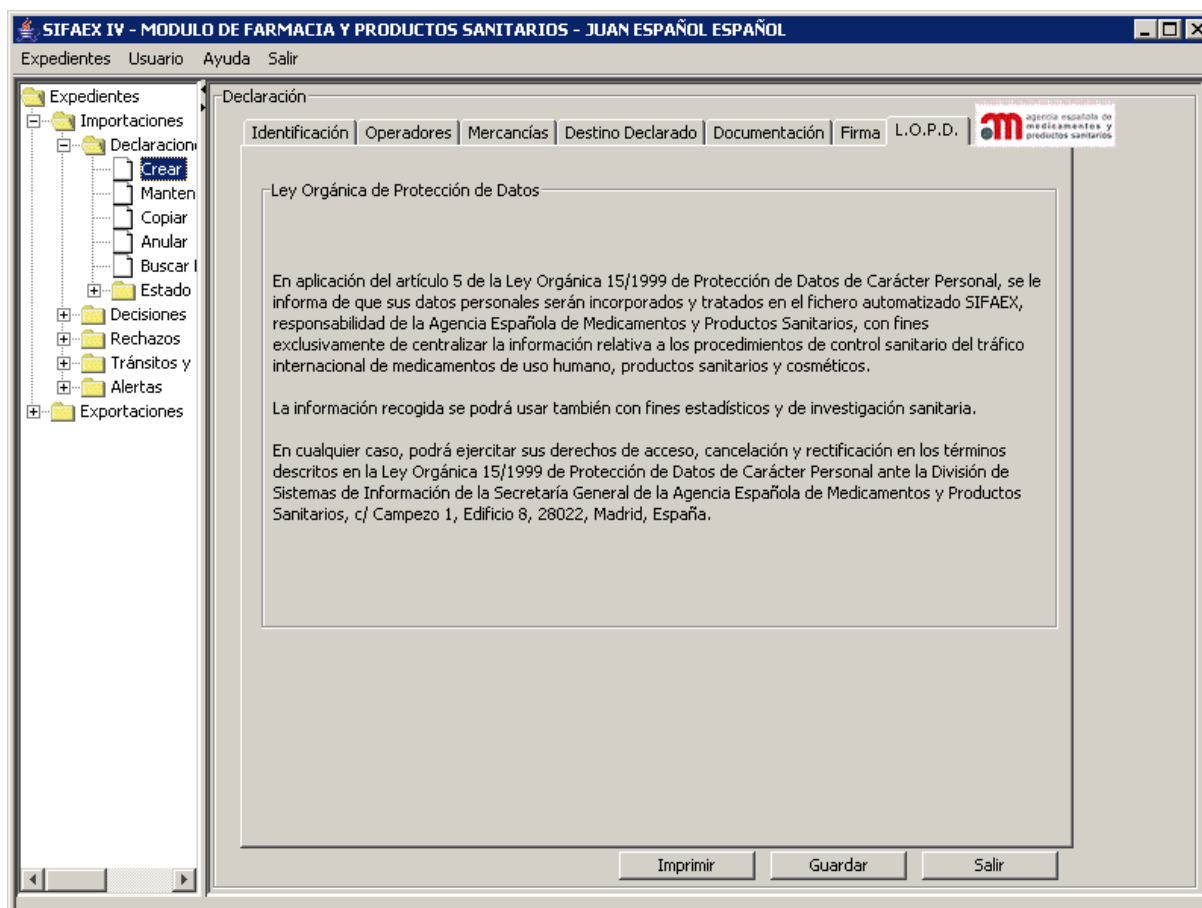 SIFAEX IV - MODULO DE FARMACIA Y PRODUCTOS SANITARIOS - JUAN ESPAÑOL ESPAÑOL
Expedientes Usuario Ayuda Salir
Expedientes
Importaciones
Declaracion
Crear
Manten
Copiar
Anular
Buscar
Estado
Decisiones
Rechazos
Tránsitos y
Alertas
Exportaciones
Declaración
Identificación Operadores Mercancías Destino Declarado Documentación Firma L.O.P.D.
agencia española de
medicamentos y
productos sanitarios
Ley Orgánica de Protección de Datos
En aplicación del artículo 5 de la Ley Orgánica 15/1999 de Protección de Datos de Carácter Personal, se le
informa de que sus datos personales serán incorporados y tratados en el fichero automatizado SIFAEX,
responsabilidad de la Agencia Española de Medicamentos y Productos Sanitarios, con fines
exclusivamente de centralizar la información relativa a los procedimientos de control sanitario del tráfico
internacional de medicamentos de uso humano, productos sanitarios y cosméticos.
La información recogida se podrá usar también con fines estadísticos y de investigación sanitaria.
En cualquier caso, podrá ejercitar sus derechos de acceso, cancelación y rectificación en los términos
descritos en la Ley Orgánica 15/1999 de Protección de Datos de Carácter Personal ante la División de
Sistemas de Información de la Secretaría General de la Agencia Española de Medicamentos y Productos
Sanitarios, c/ Campezo 1, Edificio 8, 28022, Madrid, España.
Imprimir Guardar Salir